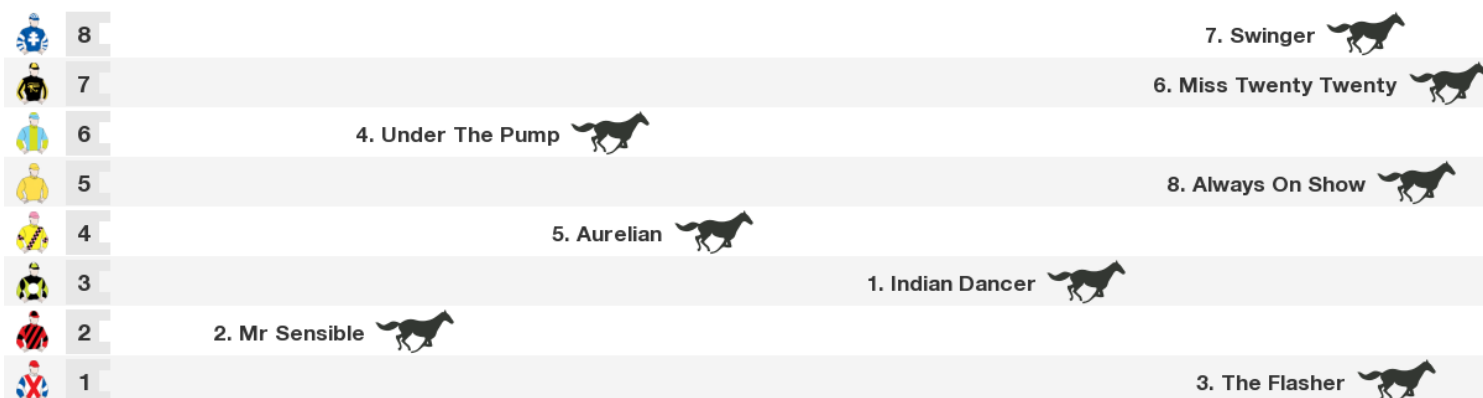 8 7. Swinger
7 6. Miss Twenty Twenty
6 4. Under The Pump
5 8. Always On Show
4 5. Aurelian
3 1. Indian Dancer
2 2. Mr Sensible
1 3. The Flasher